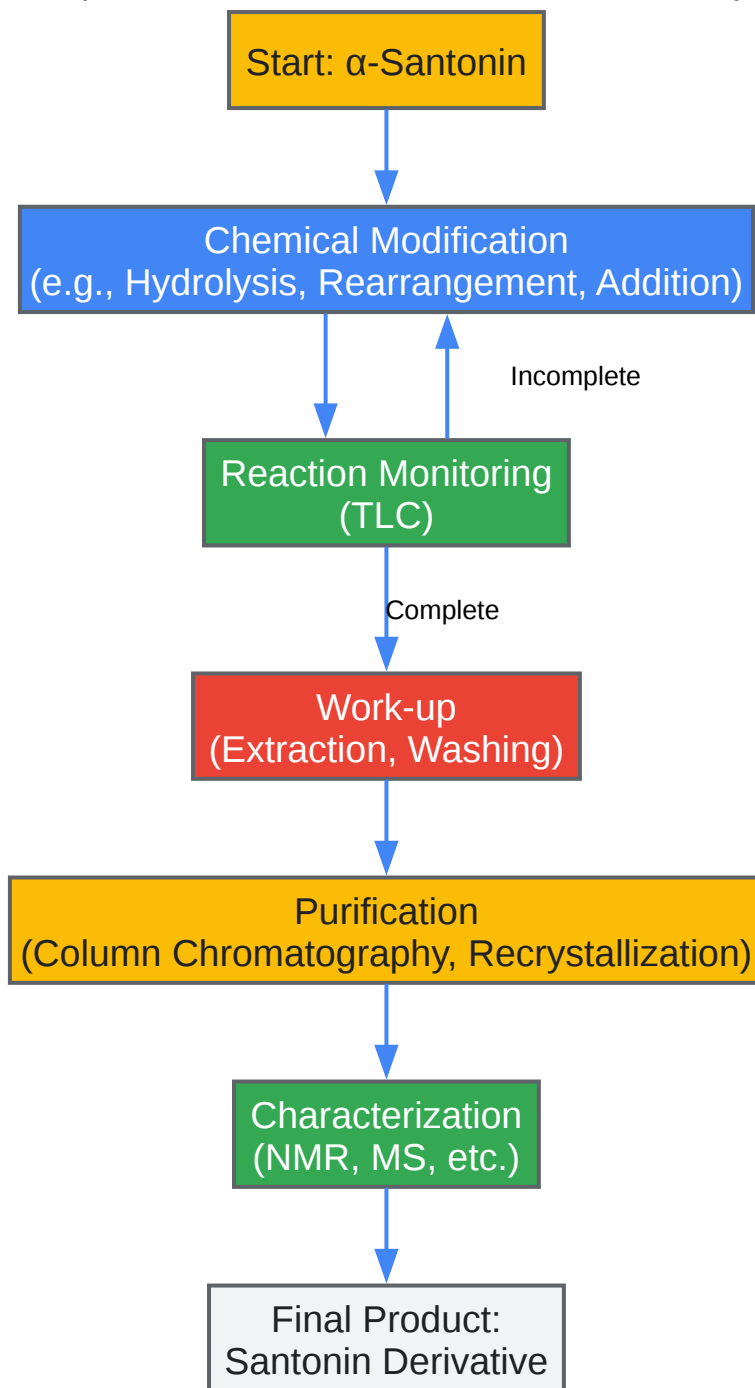 Start: α-Santonin
Chemical Modification
(e.g., Hydrolysis, Rearrangement, Addition)
Incomplete
Reaction Monitoring
(TLC)
Complete
Work-up
(Extraction, Washing)
Purification
(Column Chromatography, Recrystallization)
Characterization
(NMR, MS, etc.)
Final Product:
Santonin Derivative